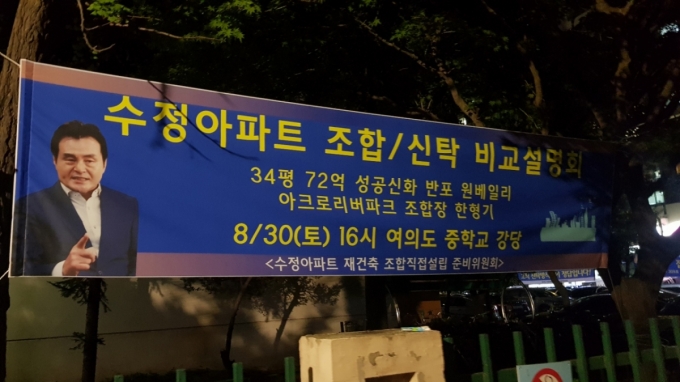 수정아파트 조합/신탁 비교설명회
34평 72억 성공신화 반포 원베일리
아크로리버파크 조합장 한형기
8/30(토) 16시 여의도 중학교 강당
<수정아파트 재건축 조합직접설립 준비위원회>